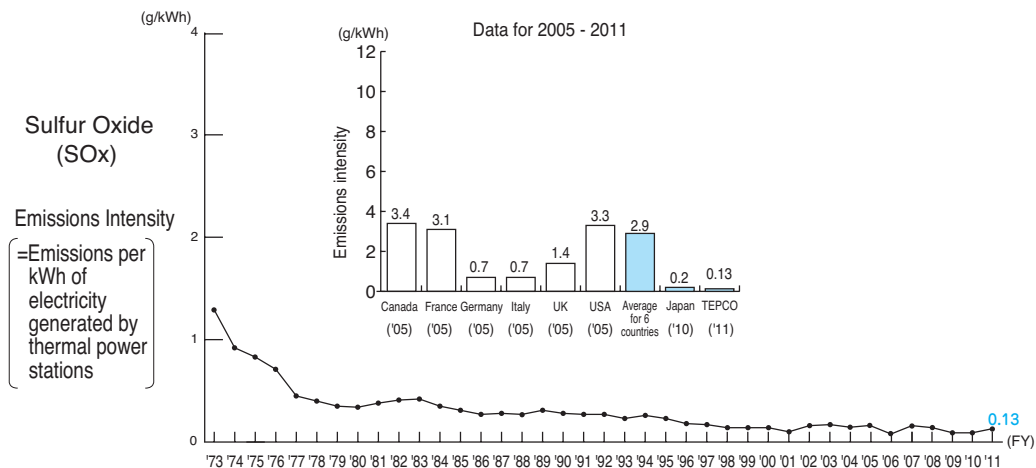 (g/kWh)
4
3
2
1
0
Sulfur Oxide
(SOx)
Emissions Intensity
=Emissions per
kWh of
electricity
generated by
thermal power
stations
(g/kWh)
Data for 2005 - 2011
Emissions intensity
12
10
8
6
4
2
0
3.4
3.1
0.7
0.7
1.4
3.3
2.9
0.2
0.13
Canada France Germany Italy UK USA Average for 6 countries Japan TEPCO
('05) ('05) ('05) ('05) ('05) ('05) ('10) ('11)
0.13
(FY)
'73 '74 '75 '76 '77 '78 '79 '80 '81 '82 '83 '84 '85 '86 '87 '88 '89 '90 '91 '92 '93 '94 '95 '96 '97 '98 '99 '00 '01 '02 '03 '04 '05 '06 '07 '08 '09 '10 '11